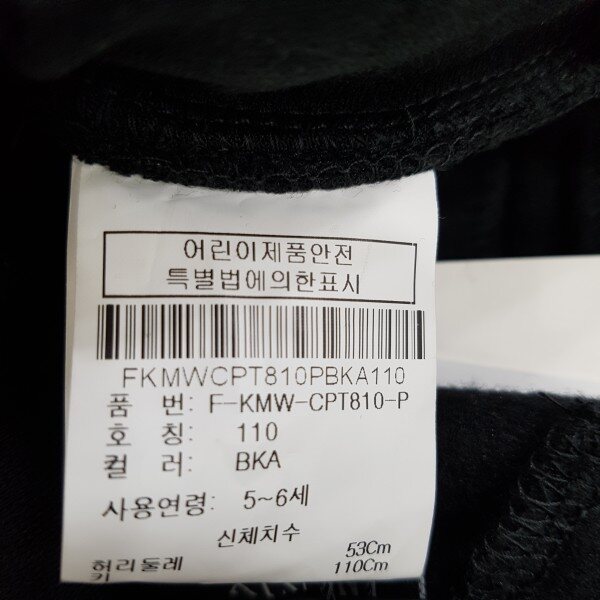 어린이제품안전
특별법에의한표시
FKMWCPT810PBKA110
품 번: F-KMW-CPT810-P
호 칭: 110
컬 러: BKA
사용연령: 5~6세
신체치수
허리둘레 53Cm
키 110Cm